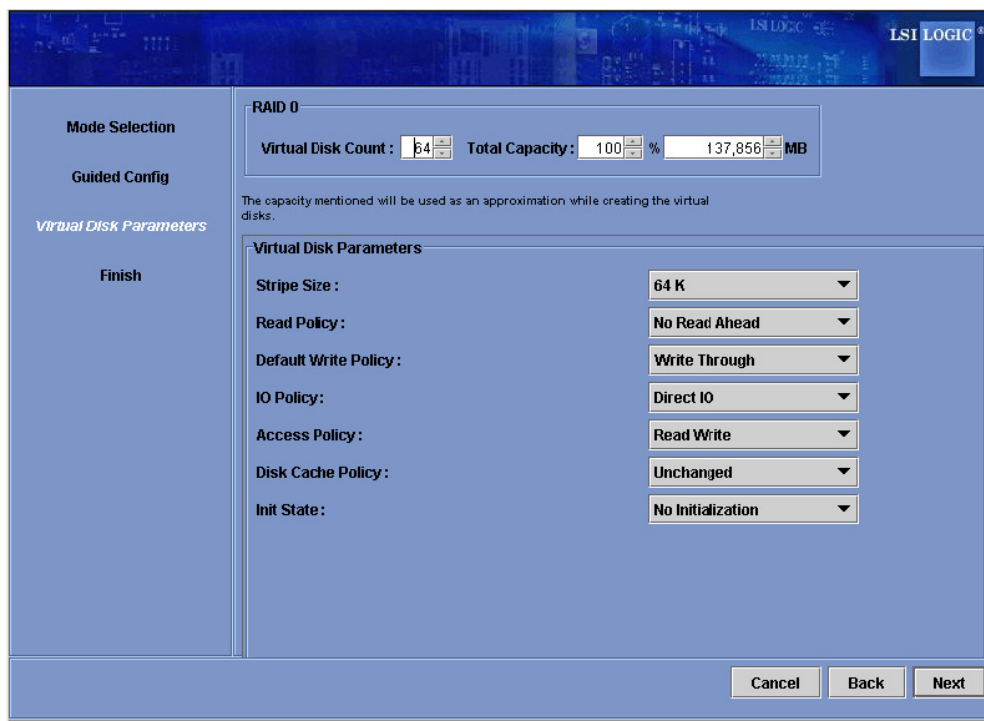 LSI LOGIC
LSI LOGIC ®
Mode Selection
Guided Config
Virtual Disk Parameters
Finish
RAID 0
Virtual Disk Count : 64 Total Capacity : 100 % 137,856 MB
The capacity mentioned will be used as an approximation while creating the virtual
disks.
Virtual Disk Parameters
Stripe Size : 64 K
Read Policy : No Read Ahead
Default Write Policy : Write Through
IO Policy : Direct IO
Access Policy : Read Write
Disk Cache Policy : Unchanged
Init State : No Initialization
Cancel Back Next